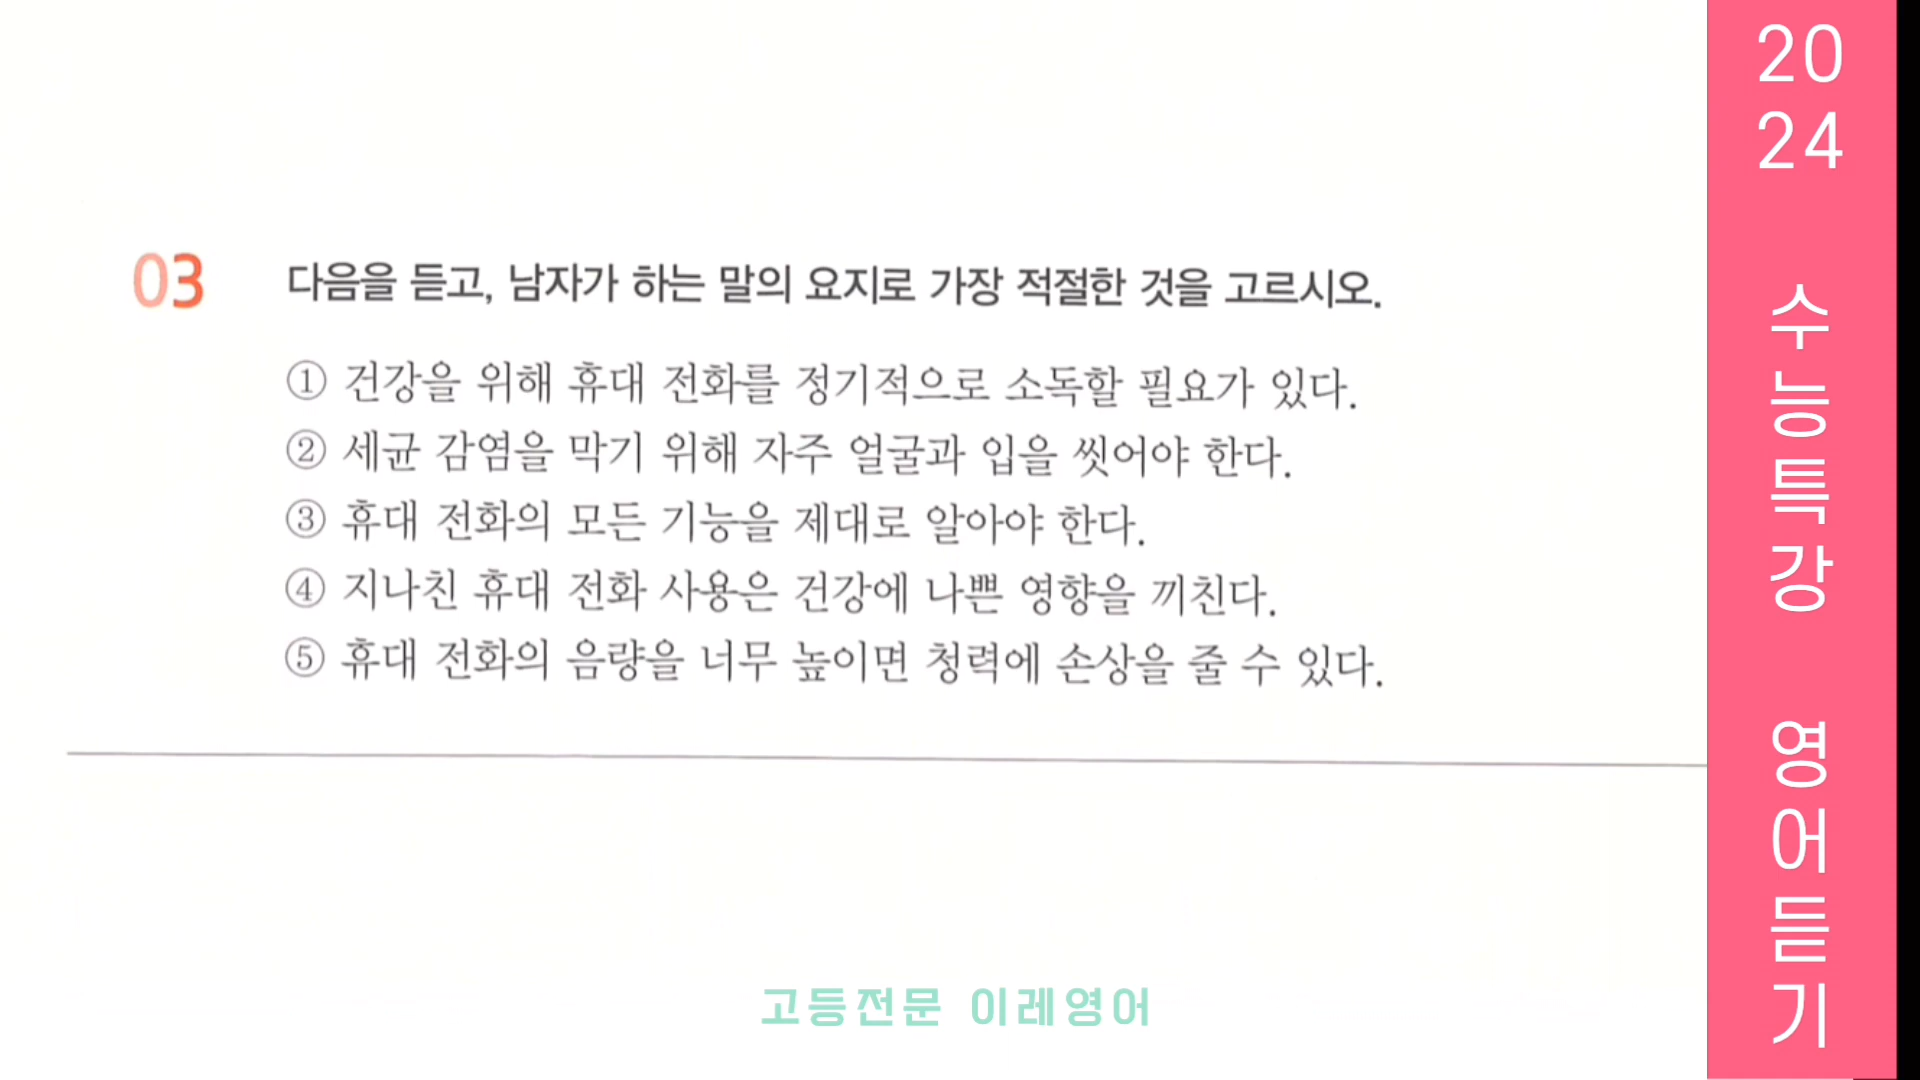 03 다음을 듣고, 남자가 하는 말의 요지로 가장 적절한 것을 고르시오.
① 건강을 위해 휴대 전화를 정기적으로 소독할 필요가 있다.
② 세균 감염을 막기 위해 자주 얼굴과 입을 씻어야 한다.
③ 휴대 전화의 모든 기능을 제대로 알아야 한다.
④ 지나친 휴대 전화 사용은 건강에 나쁜 영향을 끼친다.
⑤ 휴대 전화의 음량을 너무 높이면 청력에 손상을 줄 수 있다.
고등전문 이레영어
2024 수능특강 영어듣기